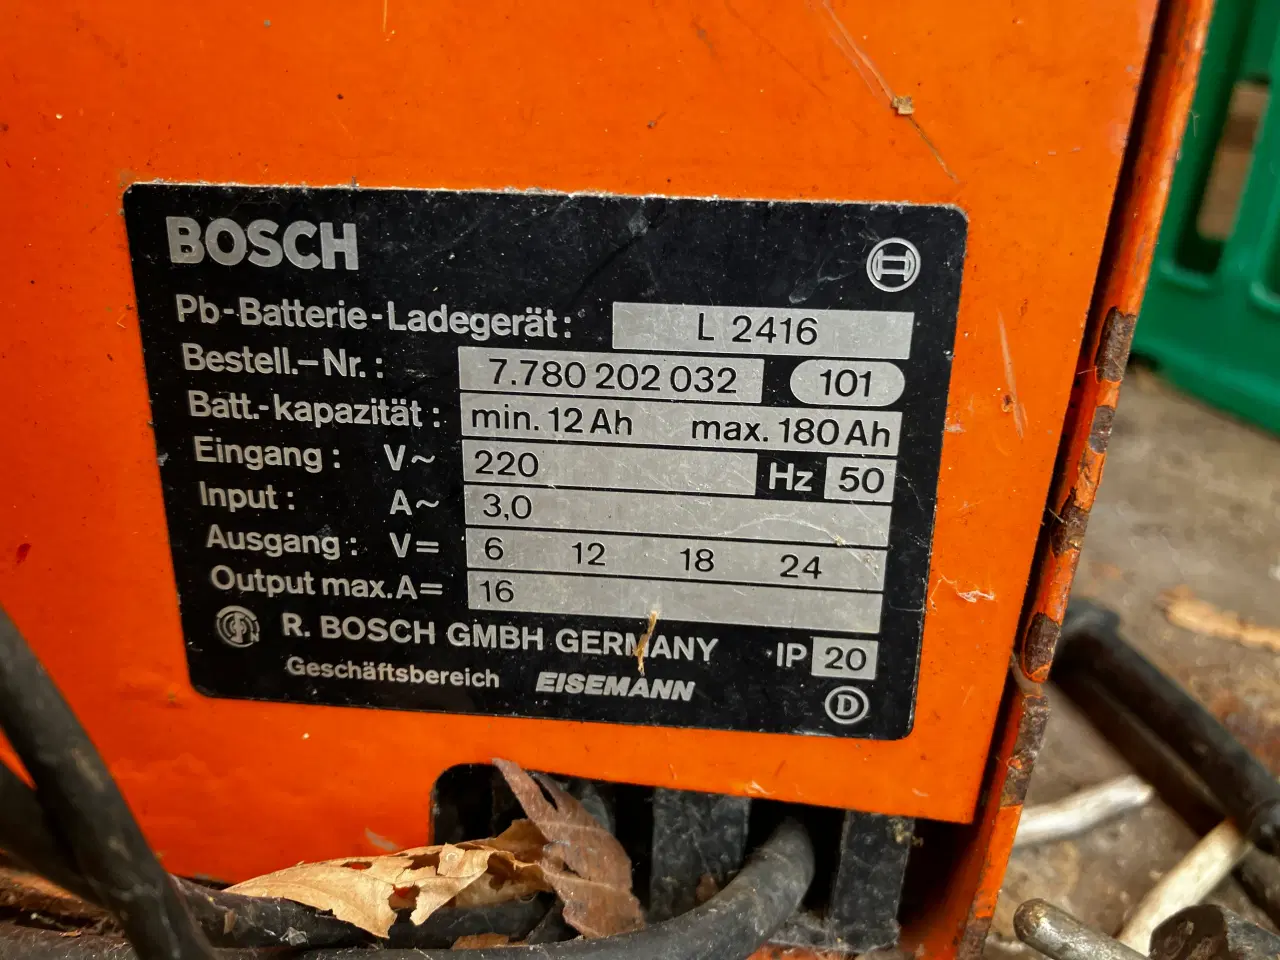 BOSCH
Pb-Batterie-Ladegerät: L 2416
Bestell.-Nr.: 7.780 202 032 101
Batt.-kapazität: min. 12 Ah max. 180 Ah
Eingang: V~ 220 Hz 50
Input: A~ 3,0
Ausgang: V= 6 12 18 24
Output max. A= 16
R. BOSCH GMBH GERMANY IP 20
Geschäftsbereich EISEMANN D